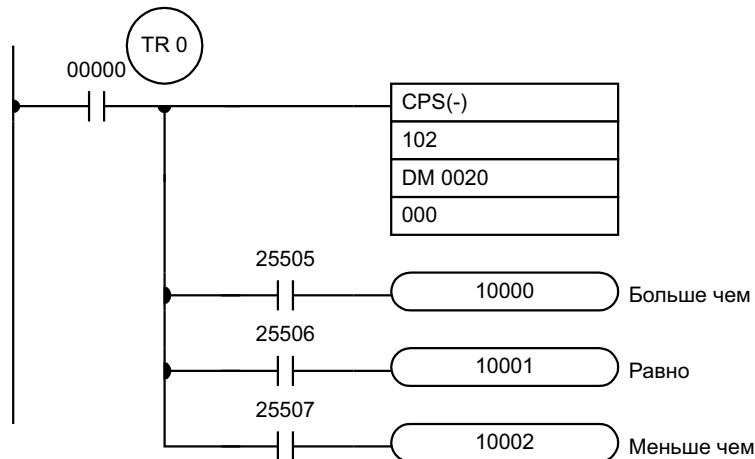 TR 0
00000
CPS(-)
102
DM 0020
000
25505
10000 Больше чем
25506
10001 Равно
25507
10002 Меньше чем